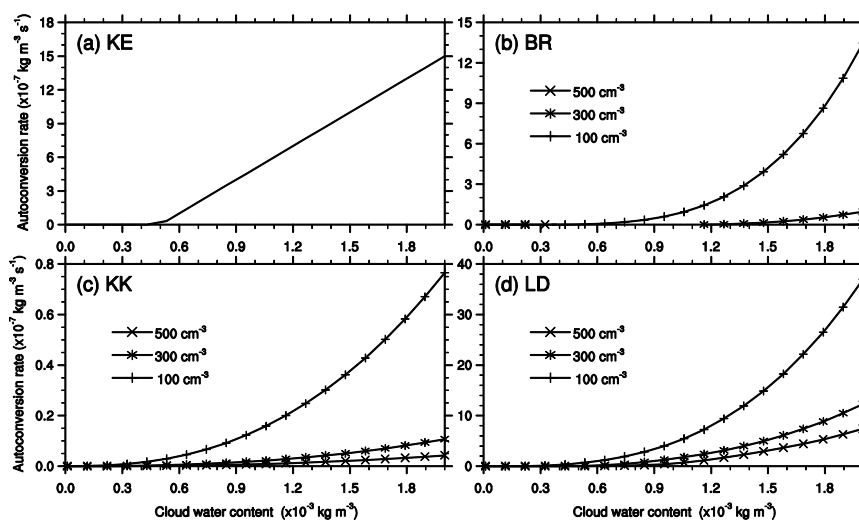 (a) KE
Autoconversion rate (x10⁻⁷ kg m⁻³ s⁻¹)
15
12
9
6
3
0
0.0 0.3 0.6 0.9 1.2 1.5 1.8
(b) BR
500 cm⁻³
300 cm⁻³
100 cm⁻³
15
12
9
6
3
0
0.0 0.3 0.6 0.9 1.2 1.5 1.8
(c) KK
500 cm⁻³
300 cm⁻³
100 cm⁻³
Autoconversion rate (x10⁻⁷ kg m⁻³ s⁻¹)
0.8
0.6
0.4
0.2
0.0
0.0 0.3 0.6 0.9 1.2 1.5 1.8
Cloud water content (x10⁻³ kg m⁻³)
(d) LD
500 cm⁻³
300 cm⁻³
100 cm⁻³
40
30
20
10
0
0.0 0.3 0.6 0.9 1.2 1.5 1.8
Cloud water content (x10⁻³ kg m⁻³)